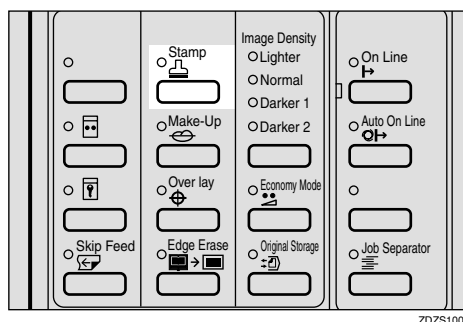 Stamp
Make-Up
Over lay
Skip Feed
Edge Erase
Image Density
Lighter
Normal
Darker 1
Darker 2
Economy Mode
Original Storage
On Line
Auto On Line
Job Separator
ZDZS100